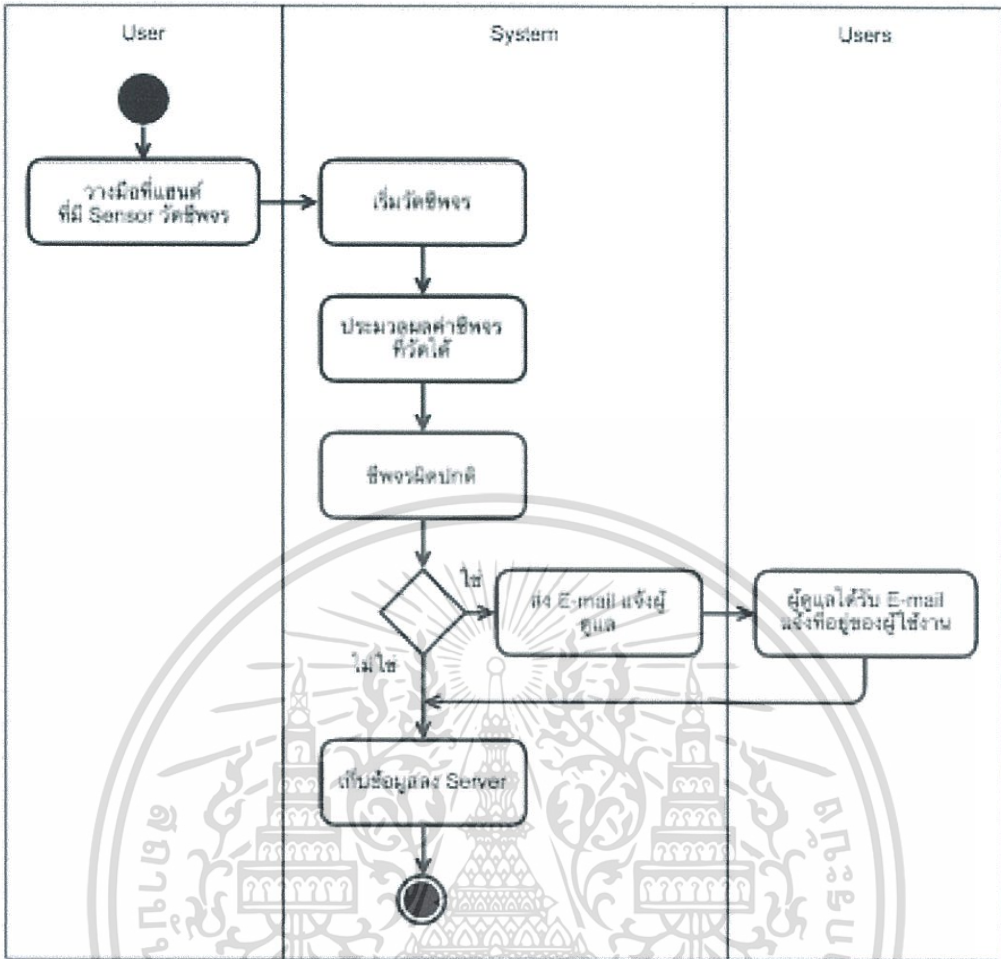 User
System
Users
วางมือที่แฮนด์
ที่มี Sensor วัดชีพจร
เริ่มวัดชีพจร
ประมวลผลค่าชีพจร
ที่วัดได้
ชีพจรผิดปกติ
ใช่
ส่ง E-mail แจ้งผู้
ดูแล
ผู้ดูแลได้รับ E-mail
แจ้งที่อยู่ของผู้ใช้งาน
ไม่ใช่
เก็บข้อมูลลง Server